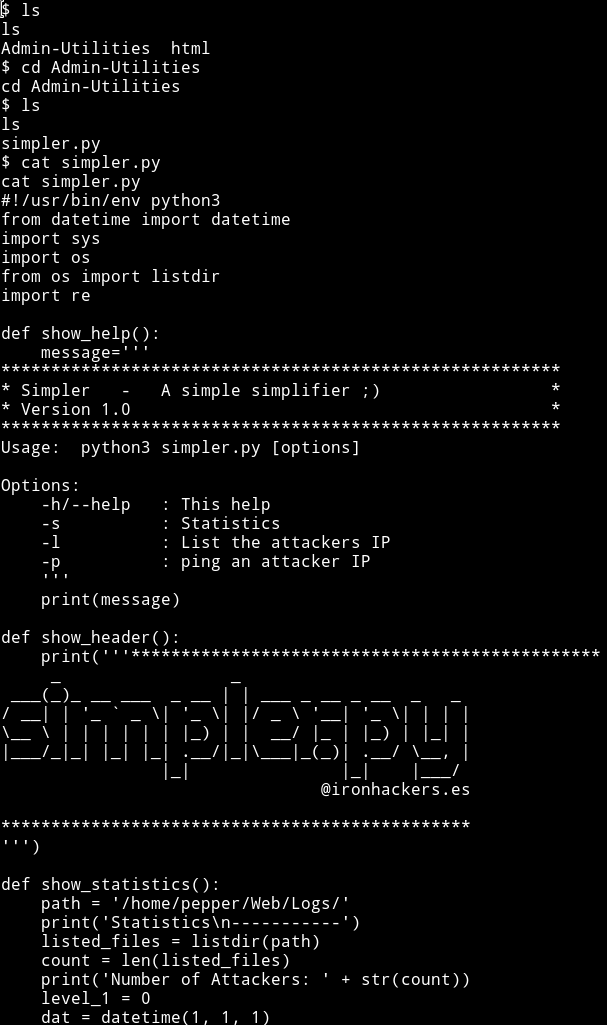 $ ls
ls
Admin-Utilities  html
$ cd Admin-Utilities
cd Admin-Utilities
$ ls
ls
simpler.py
$ cat simpler.py
cat simpler.py
#!/usr/bin/env python3
from datetime import datetime
import sys
import os
from os import listdir
import re

def show_help():
    message='''
********************************************************
* Simpler   -   A simple simplifier ;)                 *
* Version 1.0                                          *
********************************************************
Usage:  python3 simpler.py [options]

Options:
    -h/--help   : This help
    -s          : Statistics
    -l          : List the attackers IP
    -p          : ping an attacker IP
    '''
    print(message)

def show_header():
    print('''***********************************************
     _                 _
 ___(_)_ __ ___  _ __ | | ___ _ __ _ __  _   _
/ __| | '_ ` _ \| '_ \| |/ _ \ '__| '_ \| | | |
\__ \ | | | | | | |_) | |  __/ |_ | |_) | |_| |
|___/_|_| |_| |_| .__/|_|\___|_(_)| .__/ \__, |
                |_|               |_|    |___/
                                @ironhackers.es

***********************************************
''')

def show_statistics():
    path = '/home/pepper/Web/Logs/'
    print('Statistics\n-----------')
    listed_files = listdir(path)
    count = len(listed_files)
    print('Number of Attackers: ' + str(count))
    level_1 = 0
    dat = datetime(1, 1, 1)